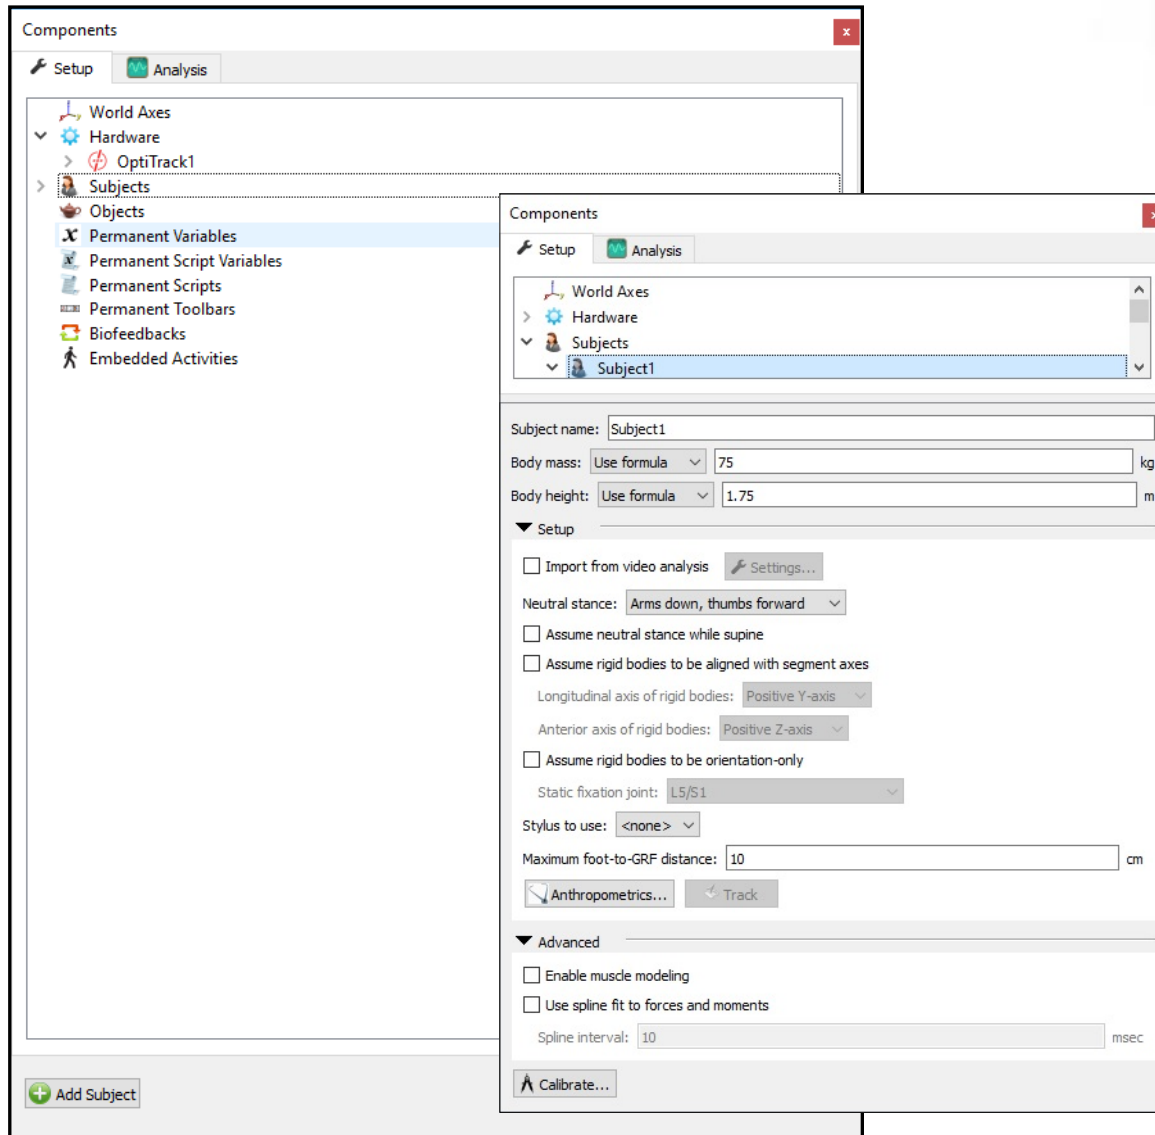 Components
x
Setup
Analysis
World Axes
Hardware
OptiTrack1
Subjects
Objects
Permanent Variables
Permanent Script Variables
Permanent Scripts
Permanent Toolbars
Biofeedbacks
Embedded Activities
Add Subject
Components
x
Setup
Analysis
World Axes
Hardware
Subjects
Subject1
Subject name: Subject1
Body mass: Use formula 75 kg
Body height: Use formula 1.75 m
Setup
Import from video analysis Settings...
Neutral stance: Arms down, thumbs forward
Assume neutral stance while supine
Assume rigid bodies to be aligned with segment axes
Longitudinal axis of rigid bodies: Positive Y-axis
Anterior axis of rigid bodies: Positive Z-axis
Assume rigid bodies to be orientation-only
Static fixation joint: L5/S1
Stylus to use: <none>
Maximum foot-to-GRF distance: 10 cm
Anthropometrics... Track
Advanced
Enable muscle modeling
Use spline fit to forces and moments
Spline interval: 10 msec
Calibrate...